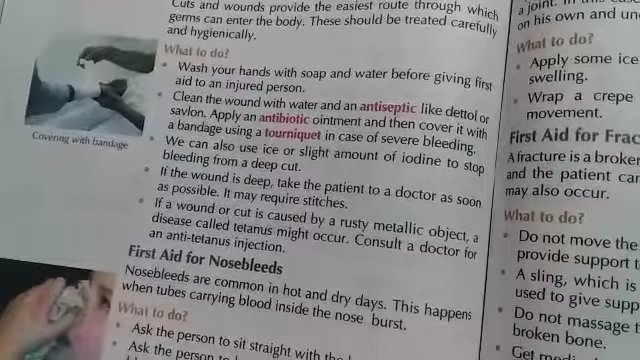 Cuts and wounds provide the easiest route through which
germs can enter the body. These should be treated carefully
and hygienically.
What to do?
• Wash your hands with soap and water before giving first
aid to an injured person.
• Clean the wound with water and an antiseptic like dettol or
savlon. Apply an antibiotic ointment and then cover it with
a bandage using a tourniquet in case of severe bleeding.
• We can also use ice or slight amount of iodine to stop
bleeding from a deep cut.
• If the wound is deep, take the patient to a doctor as soon
as possible. It may require stitches.
• If a wound or cut is caused by a rusty metallic object, a
disease called tetanus might occur. Consult a doctor for
an anti-tetanus injection.
Covering with bandage
First Aid for Nosebleeds
Nosebleeds are common in hot and dry days. This happens
when tubes carrying blood inside the nose burst.
What to do?
• Ask the person to sit straight with the
• Ask the person to
a joint. In
on his own and
What to do?
• Apply some ice
swelling.
• Wrap a crepe
movement.
First Aid for Frac
A fracture is a broken
and the patient
may also occur.
What to do?
• Do not move the
provide support
• A sling, which is
used to give
• Do not massage
broken bone.
• Get